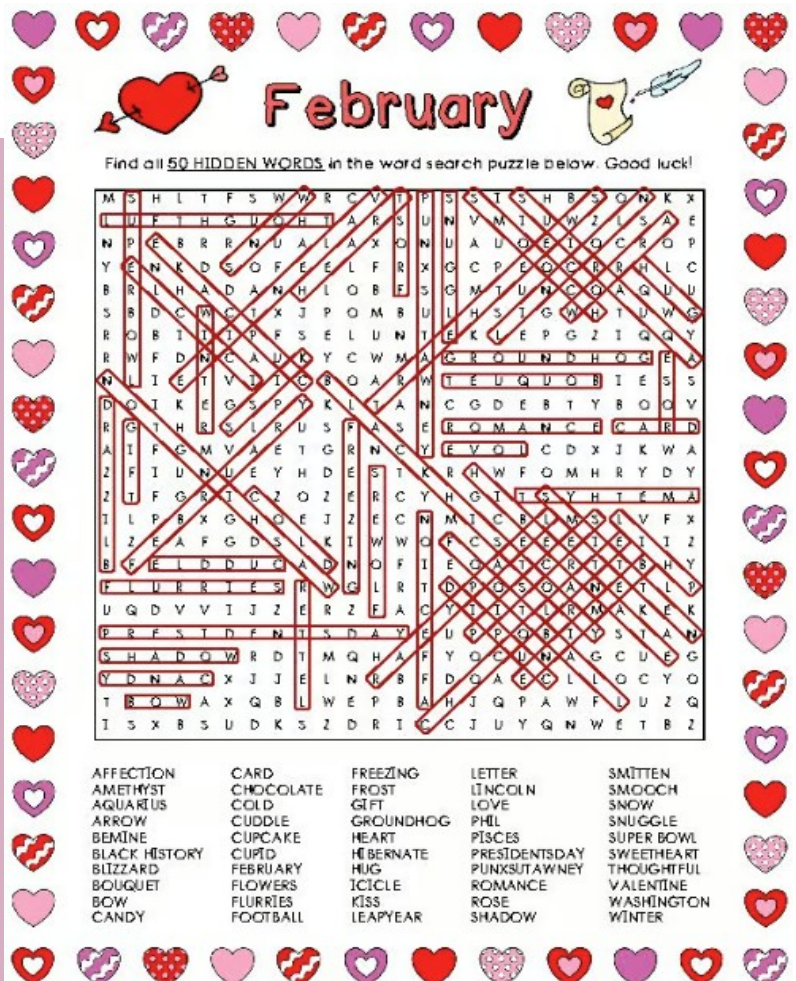 February
Find all 50 HIDDEN WORDS in the word search puzzle below. Good luck!
M S H L T F S W W R C V T P S S T S H B S O N K X
L U F T H G U O H T A R S U N V M I U W Z L S A E
N P E B R R N U A L A X O N U A U O E I O C R O P
Y E N K D S O F E E L F R X G C P E O C R R H L C
B R L H A D A N H L O B F S G M T U N C O A Q U U
S B D C W C T X J P O M B U L H S I G W H T U W G
R O B T I I P F S E L U N T E K L E P G Z I Q Q Y
R W F D N C A U K Y C W M A G R O U N D H O G E A
N L I E T V I I C B O A R W T E U Q U O B I E S S
D O I K E G S P Y K L T A N C G D E B T Y B O O V
R G T H R S L R U S F A S E R O M A N C E C A R D
A I F G M V A E T G R N C Y E V O L C D X J K W A
Z F I U N U E Y H D E S T K R H W F O M H R Y D Y
Z T F G R I C Z O Z E R C Y H G I T S Y H T E M A
I L P B X G H O E J Z E C N M I C B L M S L V F X
L Z E A F G D S L K I W W O F C S E E E I E I I Z
B F E L D D U C A D N O F I E O A T C R T T B H Y
F L U R R I E S R W G L R T D P O S O A N E T L P
U Q D V V I J Z E R Z F A C Y I I T L R M A K E K
P R E S I D E N T S D A Y E U P P O B I Y S T A N
S H A D O W R D T M Q H A F Y O C U N A G C U E G
Y D N A C X J J E L N R B F D O A E C L L O C Y O
T B O W A X Q B L W E P B A H J Q P A W F L U Z Q
I S X B S U D K S Z D R I C C J U Y Q N W E T B Z
AFFECTION CARD FREEZING LETTER SMITTEN
AMETHYST CHOCOLATE FROST LINCOLN SMOOCH
AQUARIUS COLD GIFT LOVE SNOW
ARROW CUDDLE GROUNDHOG PHIL SNUGGLE
BEMINE CUPCAKE HEART PISCES SUPER BOWL
BLACK HISTORY CUPID HIBERNATE PRESIDENTSDAY SWEETHEART
BLIZZARD FEBRUARY HUG PUNXSUTAWNEY THOUGHTFUL
BOUQUET FLOWERS ICICLE ROMANCE VALENTINE
BOW FLURRIES KISS ROSE WASHINGTON
CANDY FOOTBALL LEAPYEAR SHADOW WINTER